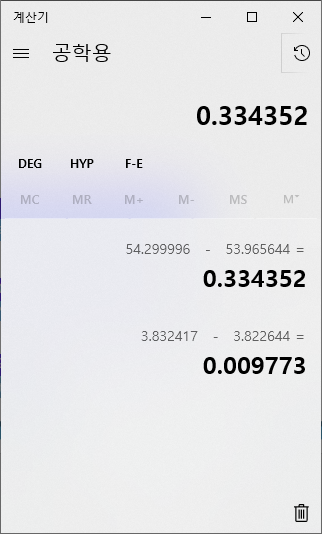 계산기
공학용
0.334352
DEG HYP F-E
MC MR M+ M- MS M˅
54.299996 - 53.965644 =
0.334352
3.832417 - 3.822644 =
0.009773